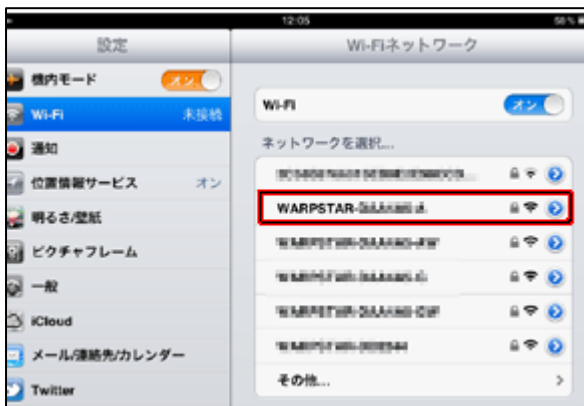 12:05
58 %
設定
Wi-Fiネットワーク
機内モード
オン
Wi-Fi
未接続
Wi-Fi
オン
通知
ネットワークを選択...
位置情報サービス
オン
明るさ/壁紙
WARPSTAR-
ピクチャフレーム
一般
iCloud
メール/連絡先/カレンダー
その他...
Twitter